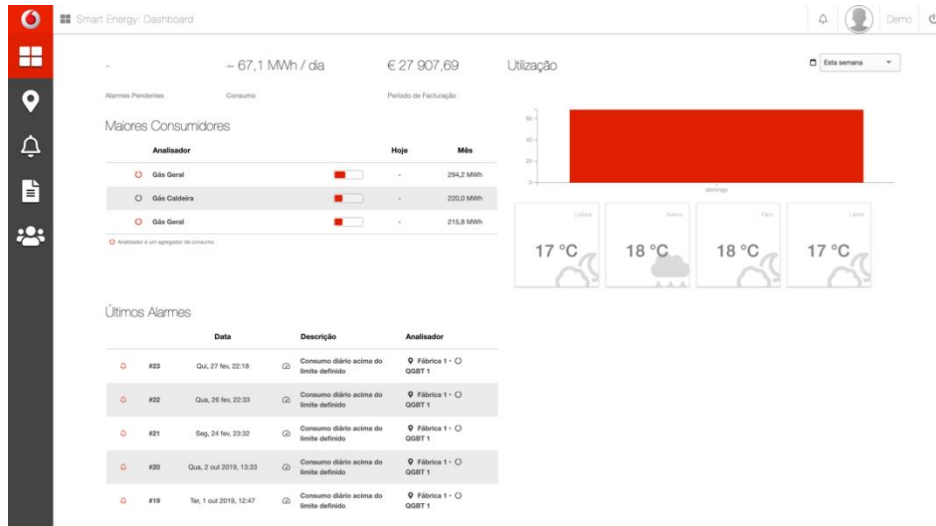 Smart Energy: Dashboard
Demo
-
~ 67,1 MWh / dia
€ 27 907,69
Alarmes Pendentes
Consumo
Período de Facturação
Maiores Consumidores
Analisador Hoje Mês
Gás Geral - 294,2 MWh
Gás Caldeira - 220,0 MWh
Gás Geral - 215,8 MWh
Analisador é um agregador de consumo
Utilização
Esta semana
60
40
20
0
domingo
Lisboa
17 °C
Aveiro
18 °C
Faro
18 °C
Leiria
17 °C
Últimos Alarmes
Data Descrição Analisador
#23 Qui, 27 fev, 22:18 Consumo diário acima do Fábrica 1 •
limite definido QGBT 1
#22 Qua, 26 fev, 22:33 Consumo diário acima do Fábrica 1 •
limite definido QGBT 1
#21 Seg, 24 fev, 23:32 Consumo diário acima do Fábrica 1 •
limite definido QGBT 1
#20 Qua, 2 out 2019, 13:33 Consumo diário acima do Fábrica 1 •
limite definido QGBT 1
#19 Ter, 1 out 2019, 12:47 Consumo diário acima do Fábrica 1 •
limite definido QGBT 1